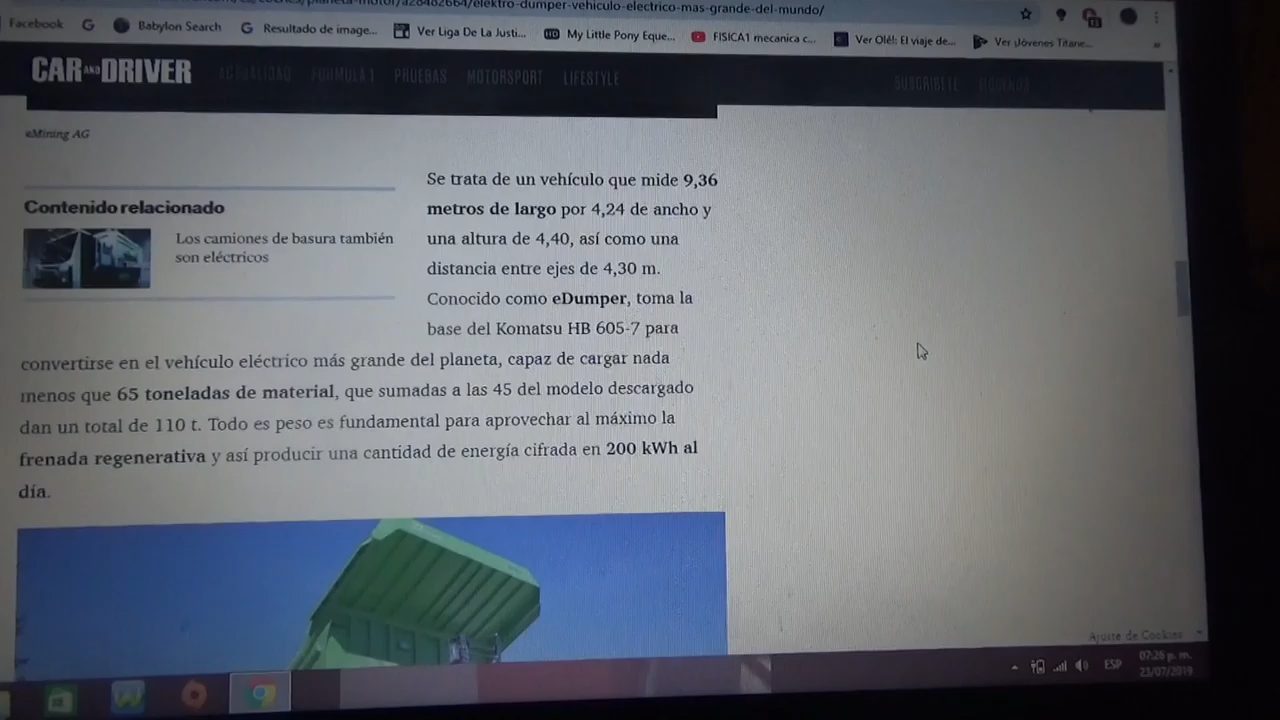 elektro-dumper-vehiculo-electrico-mas-grande-del-mundo/
Facebook
Babylon Search
Resultado de image...
Ver Liga De La Justi...
My Little Pony Eque...
FISICA1 mecanica c...
Ver Olé!: El viaje de...
Ver Jóvenes Titane...
CAR AND DRIVER
ACTUALIDAD FÓRMULA 1 PRUEBAS MOTORSPORT LIFESTYLE
SUSCRÍBETE SÍGUENOS
eMining AG
Contenido relacionado
Los camiones de basura también
son eléctricos
Se trata de un vehículo que mide 9,36
metros de largo por 4,24 de ancho y
una altura de 4,40, así como una
distancia entre ejes de 4,30 m.
Conocido como eDumper, toma la
base del Komatsu HB 605-7 para
convertirse en el vehículo eléctrico más grande del planeta, capaz de cargar nada
menos que 65 toneladas de material, que sumadas a las 45 del modelo descargado
dan un total de 110 t. Todo es peso es fundamental para aprovechar al máximo la
frenada regenerativa y así producir una cantidad de energía cifrada en 200 kWh al
día.
Ajuste de Cookies
ESP
07:26 p. m.
23/07/2019